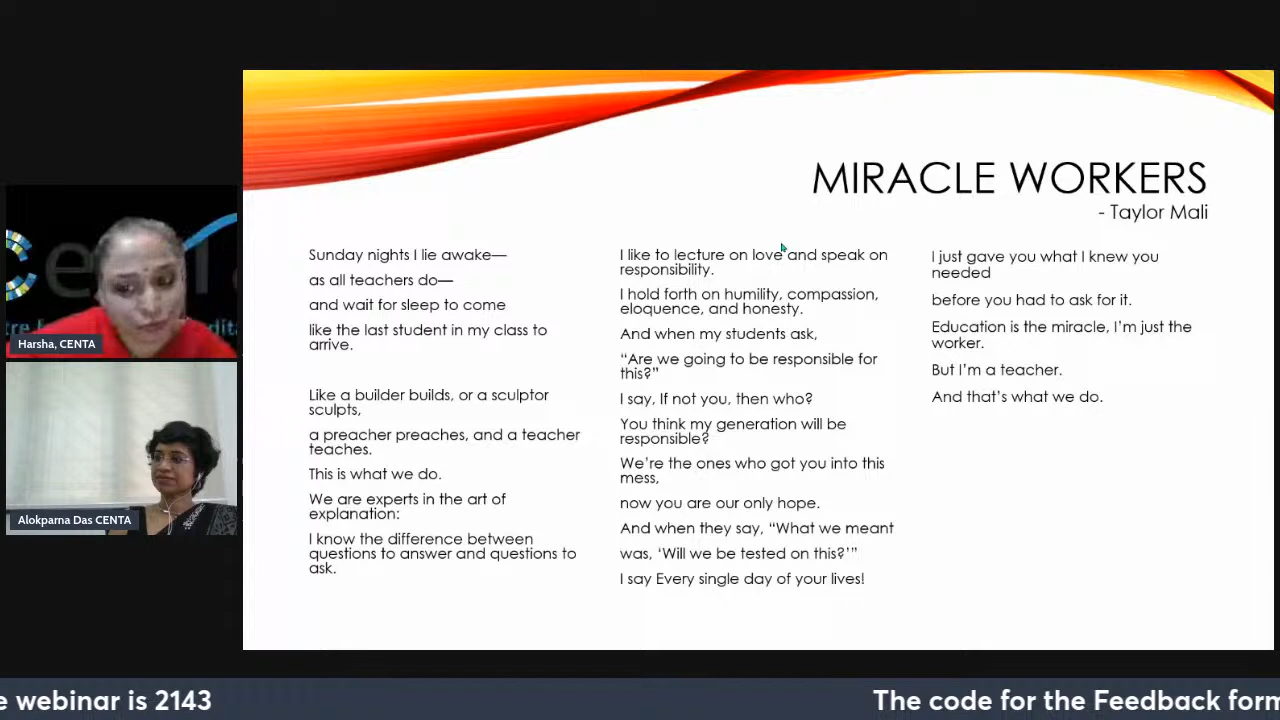 MIRACLE WORKERS
- Taylor Mali
Sunday nights I lie awake—
as all teachers do—
and wait for sleep to come
like the last student in my class to
arrive.
Like a builder builds, or a sculptor
sculpts,
a preacher preaches, and a teacher
teaches.
This is what we do.
We are experts in the art of
explanation:
I know the difference between
questions to answer and questions to
ask.
I like to lecture on love and speak on
responsibility.
I hold forth on humility, compassion,
eloquence, and honesty.
And when my students ask,
“Are we going to be responsible for
this?”
I say, If not you, then who?
You think my generation will be
responsible?
We’re the ones who got you into this
mess,
now you are our only hope.
And when they say, “What we meant
was, ‘Will we be tested on this?’”
I say Every single day of your lives!
I just gave you what I knew you
needed
before you had to ask for it.
Education is the miracle, I’m just the
worker.
But I’m a teacher.
And that’s what we do.
Harsha, CENTA
Alokparna Das CENTA
e webinar is 2143
The code for the Feedback form